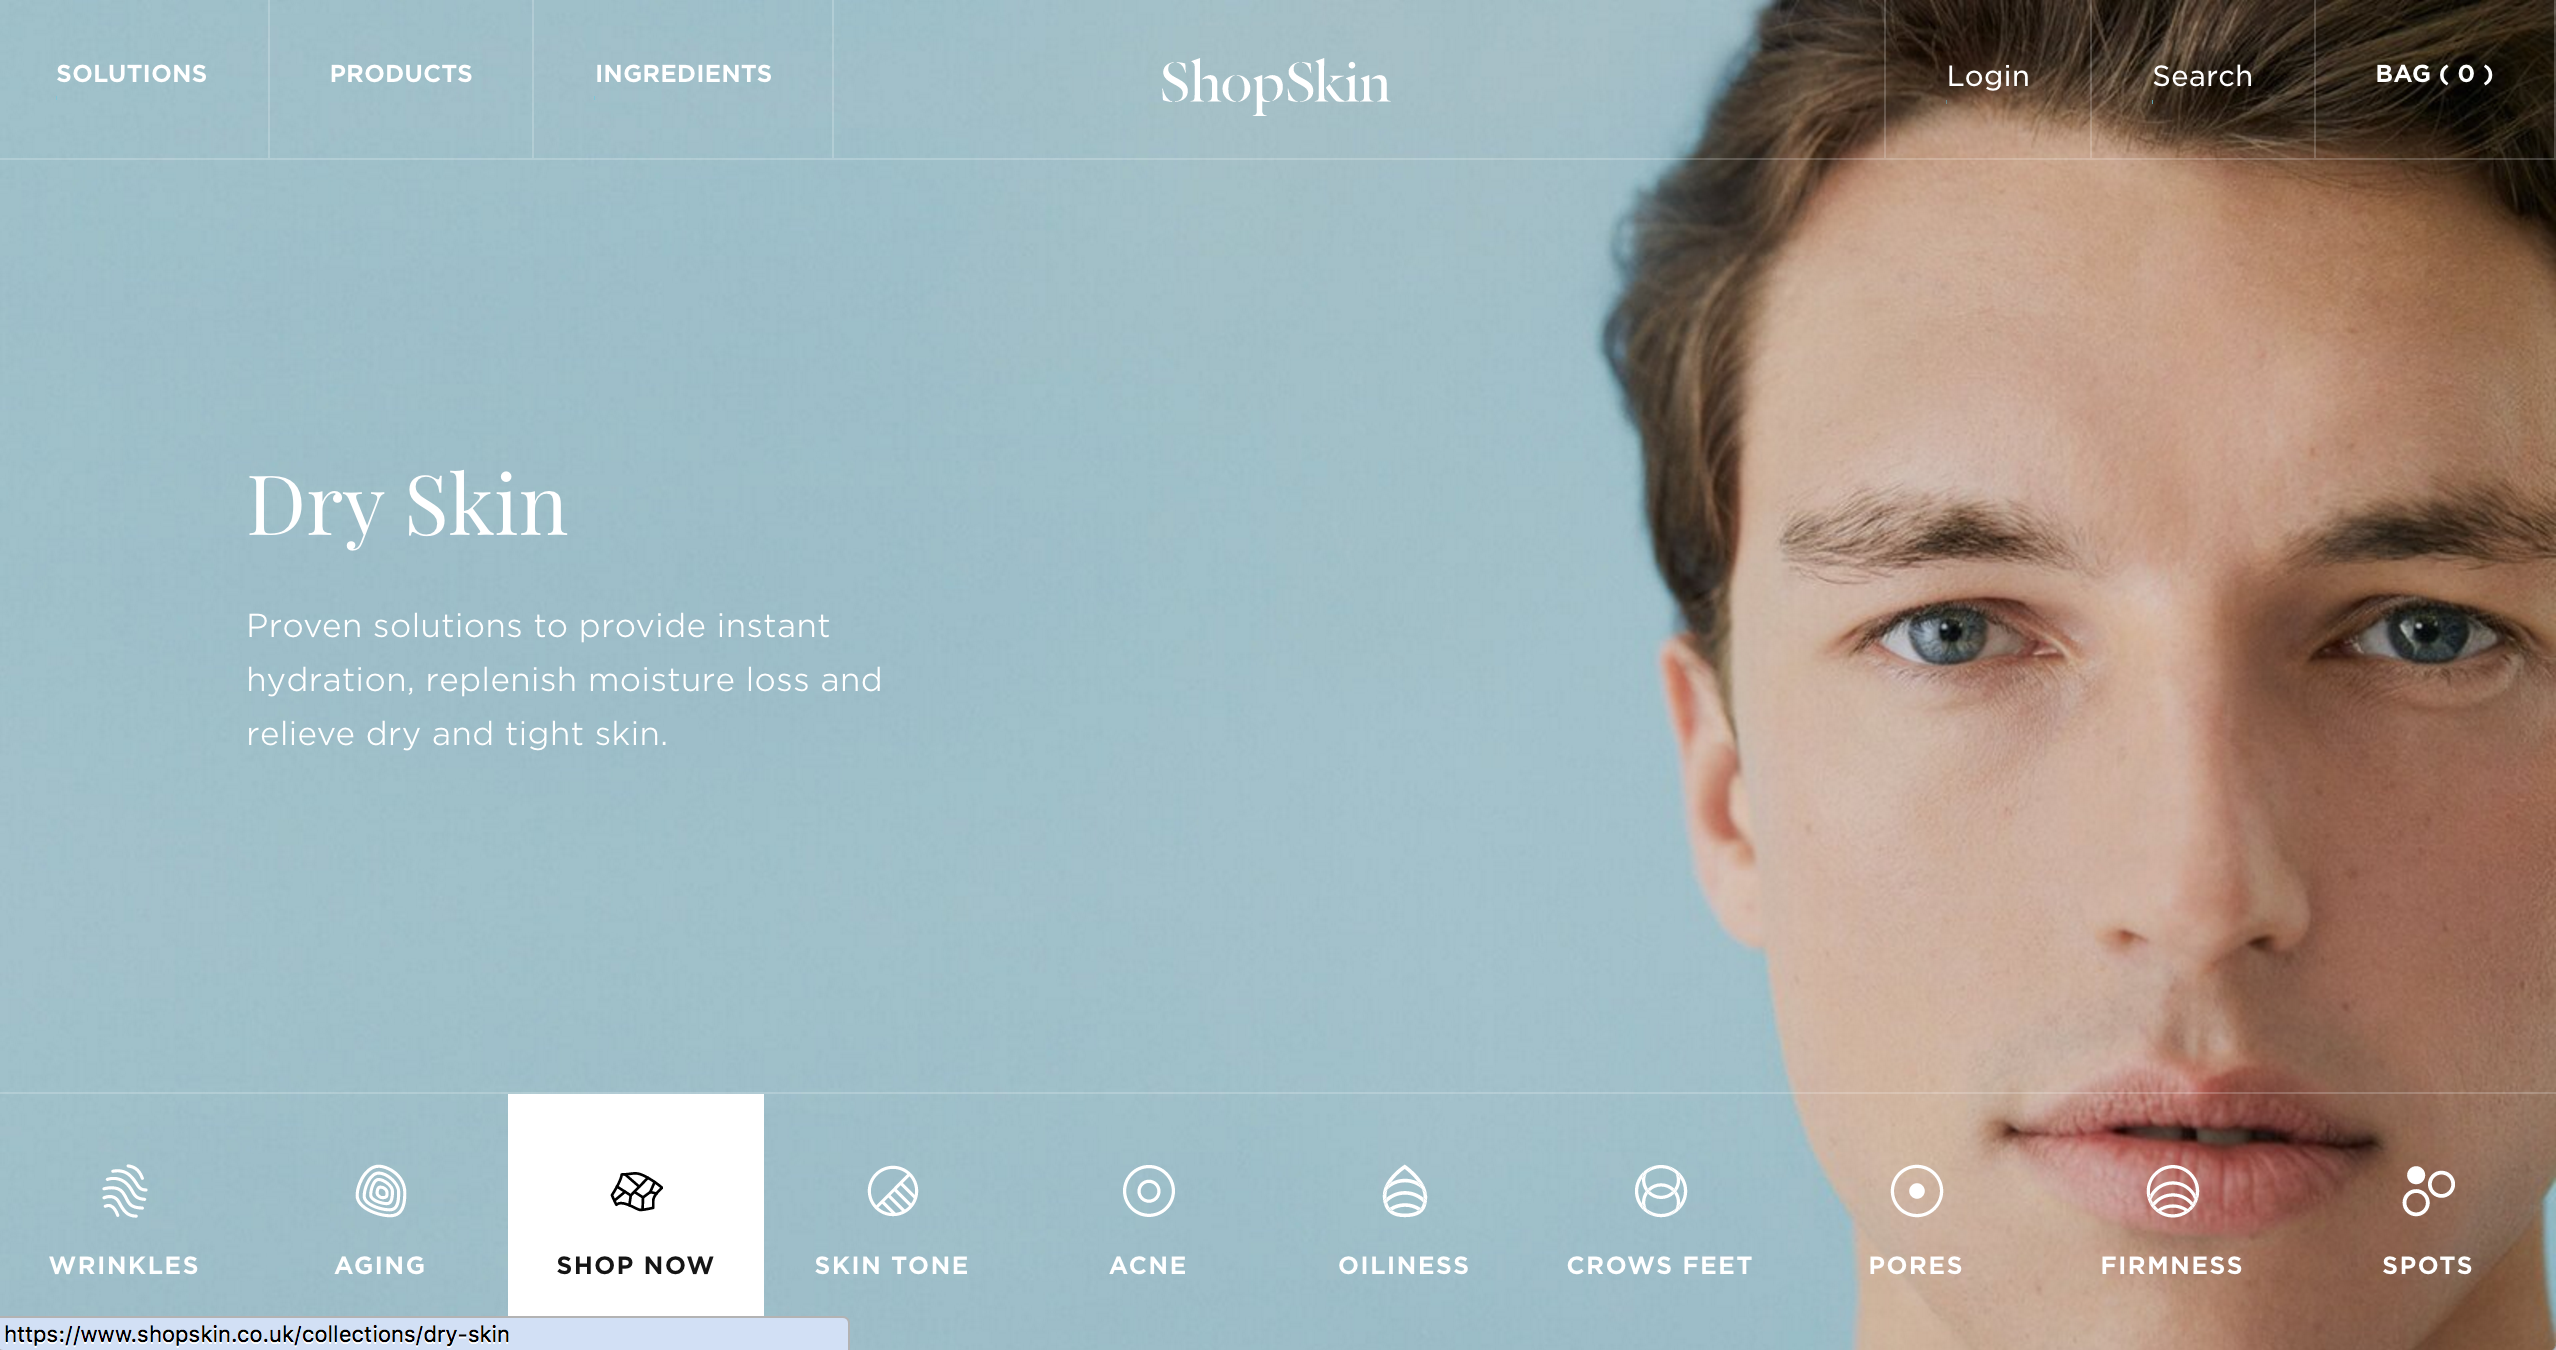 SOLUTIONS
PRODUCTS
INGREDIENTS
ShopSkin
Login
Search
BAG ( 0 )
Dry Skin
Proven solutions to provide instant
hydration, replenish moisture loss and
relieve dry and tight skin.
WRINKLES
AGING
SHOP NOW
SKIN TONE
ACNE
OILINESS
CROWS FEET
PORES
FIRMNESS
SPOTS
https://www.shopskin.co.uk/collections/dry-skin